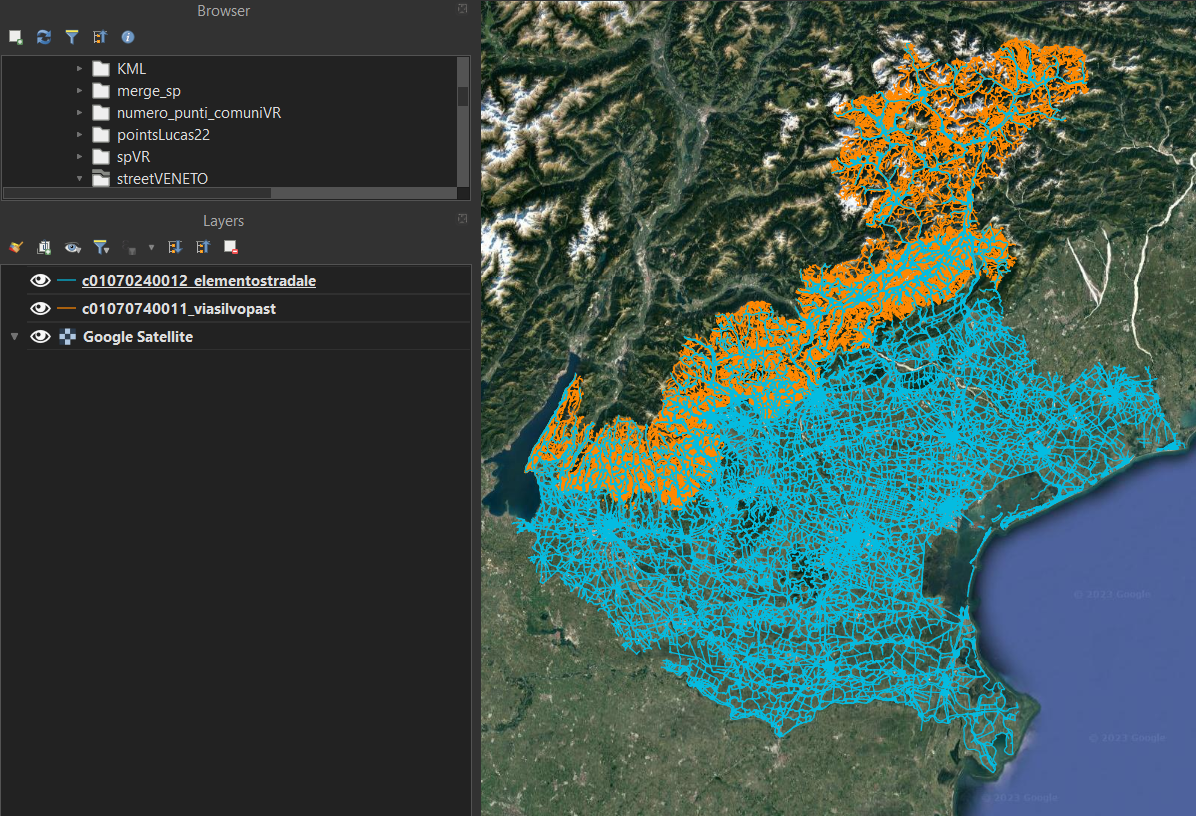 Browser
KML
merge_sp
numero_punti_comuniVR
pointsLucas22
spVR
streetVENETO
Layers
c01070240012_elementostradale
c01070740011_viasilvopast
Google Satellite
© 2023 Google
© 2023 Google
© 2023 Google